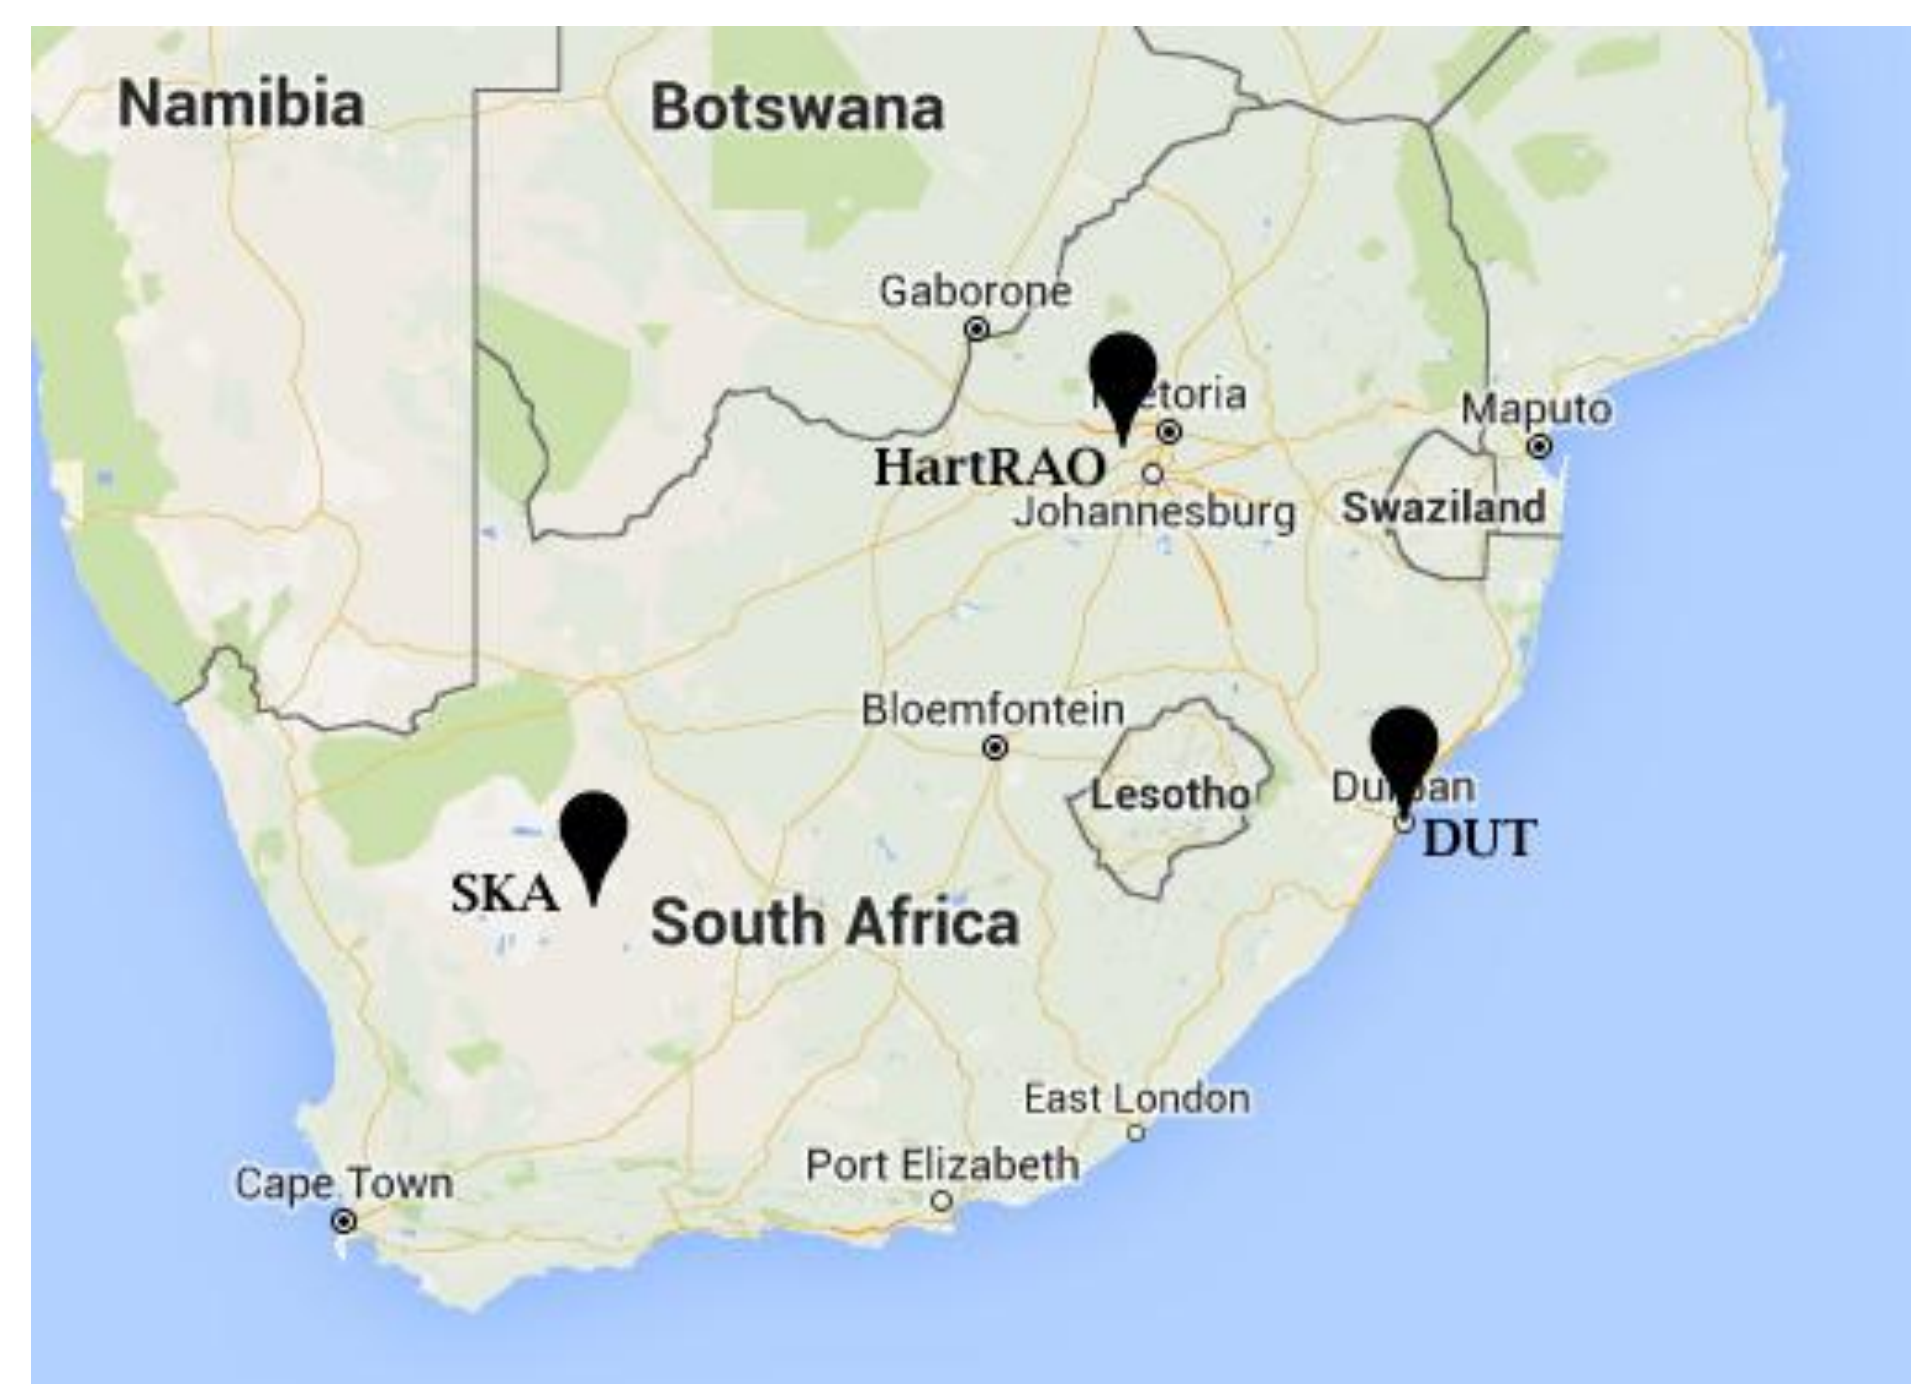 Namibia
Botswana
Gaborone
Maputo
HartRAO
Johannesburg
Swaziland
Bloemfontein
Lesotho
DUT
SKA
South Africa
East London
Port Elizabeth
Cape Town